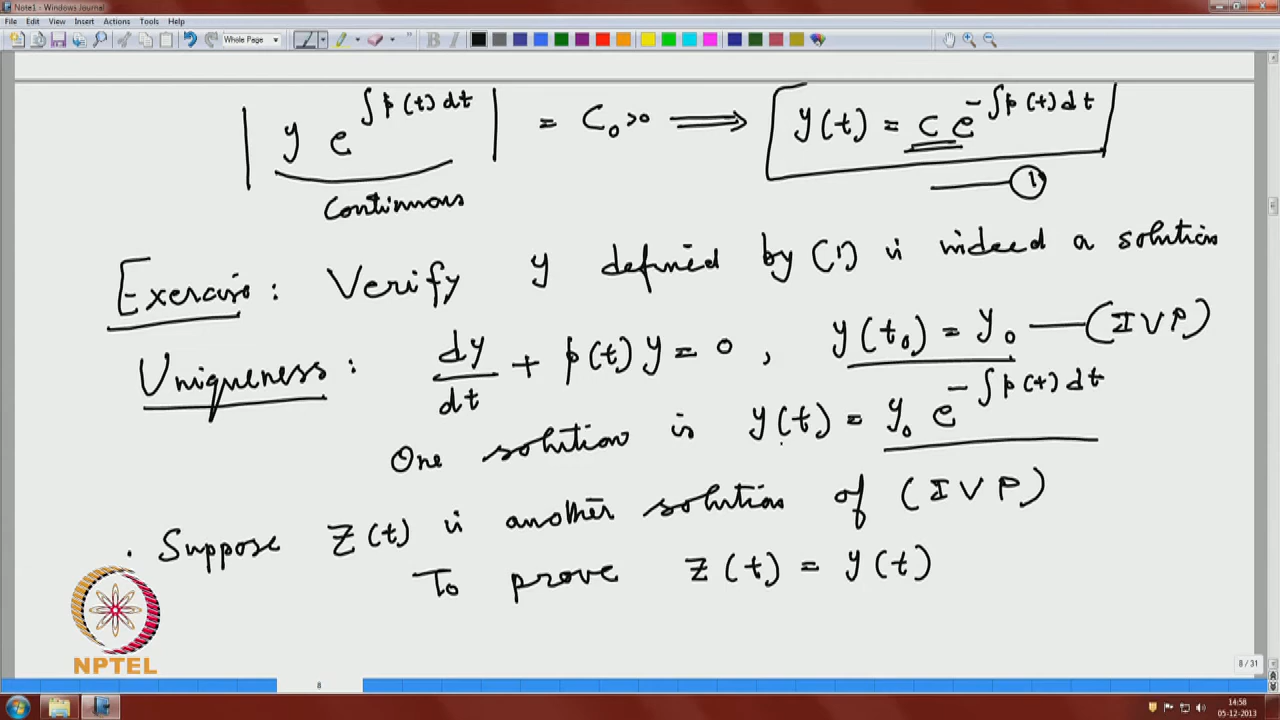 Note1 - Windows Journal
File Edit View Insert Actions Tools Help
Whole Page
| y e^{∫p(t)dt} | = C₀ >0 ⟹ y(t) = c e^{-∫p(t)dt}
continuous
(1)
Exercise: Verify y defined by (1) is indeed a solution
Uniqueness: dy/dt + p(t)y = 0, y(t₀) = y₀ — (IVP)
One solution is y(t) = y₀ e^{-∫p(t)dt}
. Suppose z(t) is another solution of (IVP)
To prove z(t) = y(t)
NPTEL
8 / 31
8
14:58
05-12-2013